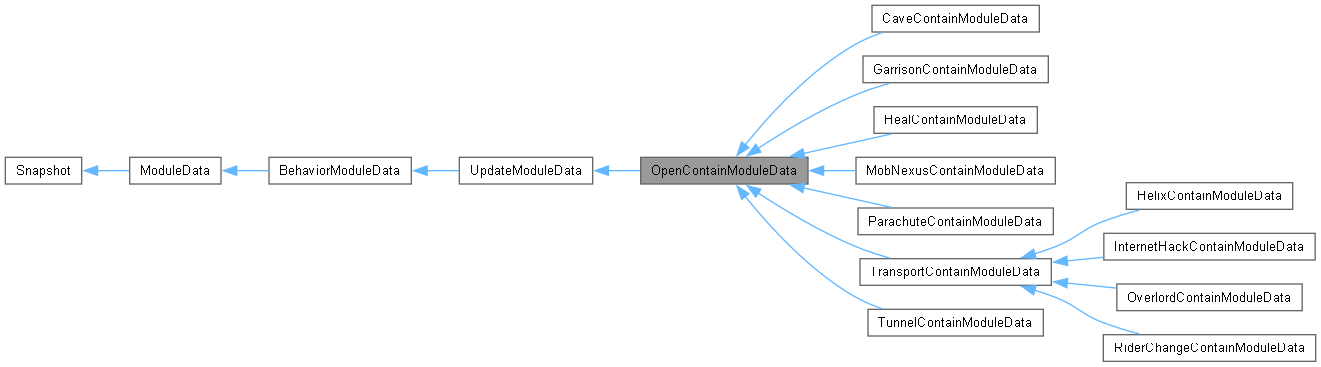 CaveContainModuleData
GarrisonContainModuleData
HealContainModuleData
Snapshot
ModuleData
BehaviorModuleData
UpdateModuleData
OpenContainModuleData
MobNexusContainModuleData
ParachuteContainModuleData
TransportContainModuleData
TunnelContainModuleData
HelixContainModuleData
InternetHackContainModuleData
OverlordContainModuleData
RiderChangeContainModuleData